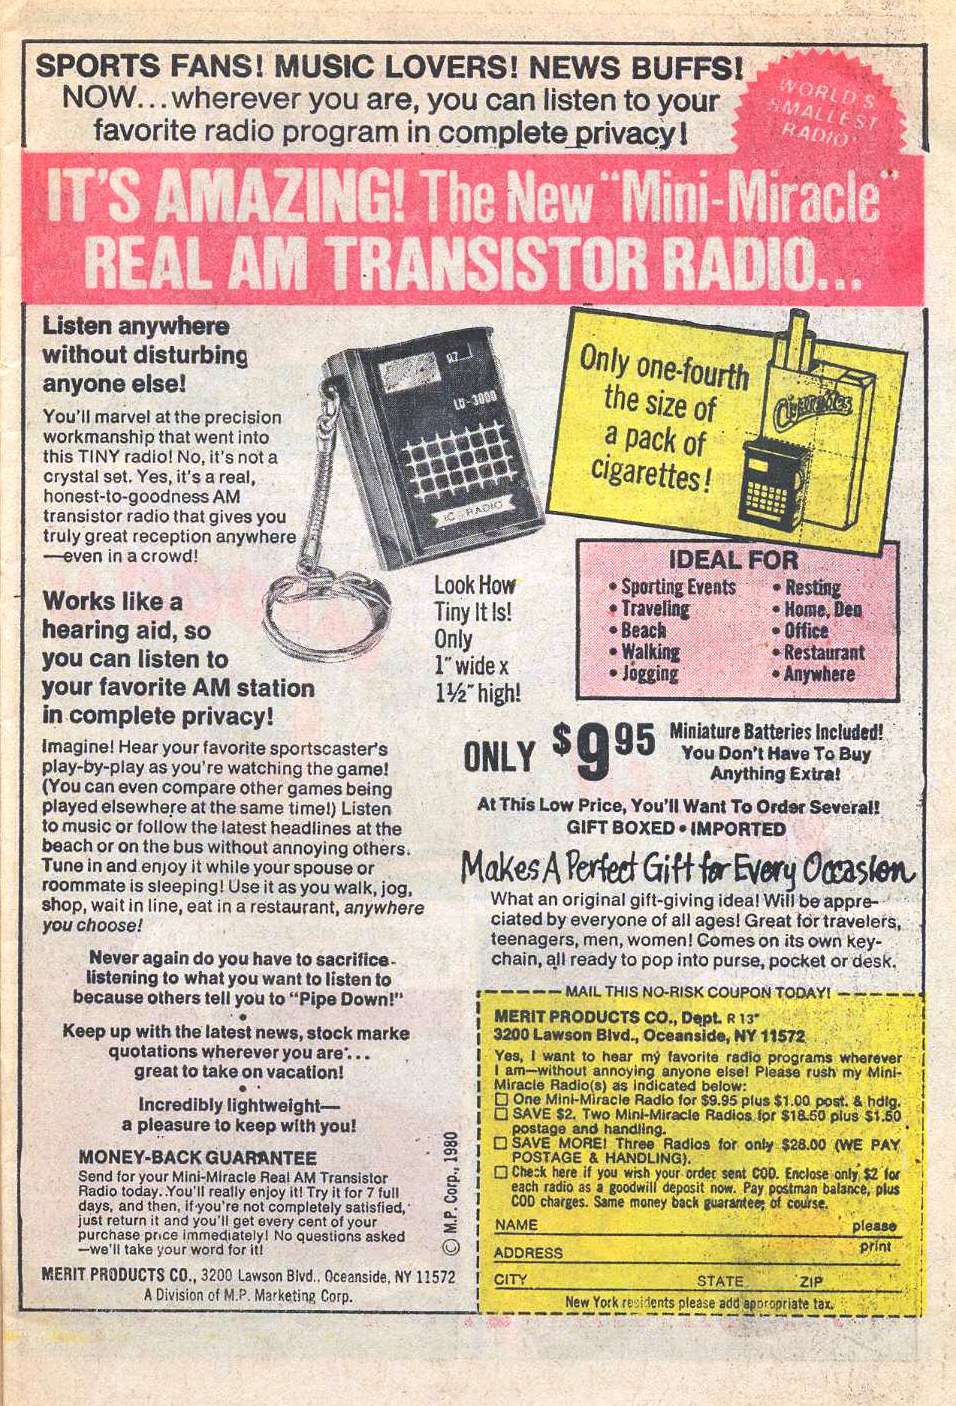 SPORTS FANS! MUSIC LOVERS! NEWS BUFFS!
NOW...wherever you are, you can listen to your
favorite radio program in complete privacy!
WORLD'S
SMALLEST
RADIO
IT'S AMAZING! The New "Mini-Miracle"
REAL AM TRANSISTOR RADIO...
Listen anywhere
without disturbing
anyone else!
You'll marvel at the precision
workmanship that went into
this TINY radio! No, it's not a
crystal set. Yes, it's a real,
honest-to-goodness AM
transistor radio that gives you
truly great reception anywhere
—even in a crowd!
LD-3000
IC RADIO
Only one-fourth
the size of
a pack of
cigarettes!
Cigarettes
Look How
Tiny It Is!
Only
1" wide x
1½" high!
IDEAL FOR
• Sporting Events
• Traveling
• Beach
• Walking
• Jogging
• Resting
• Home, Den
• Office
• Restaurant
• Anywhere
Works like a
hearing aid, so
you can listen to
your favorite AM station
in complete privacy!
Imagine! Hear your favorite sportscaster's
play-by-play as you're watching the game!
(You can even compare other games being
played elsewhere at the same time!) Listen
to music or follow the latest headlines at the
beach or on the bus without annoying others.
Tune in and enjoy it while your spouse or
roommate is sleeping! Use it as you walk, jog,
shop, wait in line, eat in a restaurant, anywhere
you choose!
Never again do you have to sacrifice
listening to what you want to listen to
because others tell you to "Pipe Down!"
•
Keep up with the latest news, stock marke
quotations wherever you are...
great to take on vacation!
•
Incredibly lightweight—
a pleasure to keep with you!
MONEY-BACK GUARANTEE
Send for your Mini-Miracle Real AM Transistor
Radio today. You'll really enjoy it! Try it for 7 full
days, and then, if you're not completely satisfied,
just return it and you'll get every cent of your
purchase price immediately! No questions asked
—we'll take your word for it!
MERIT PRODUCTS CO., 3200 Lawson Blvd., Oceanside, NY 11572
A Division of M.P. Marketing Corp.
© M.P. Corp., 1980
ONLY $9.95
Miniature Batteries Included!
You Don't Have To Buy
Anything Extra!
At This Low Price, You'll Want To Order Several!
GIFT BOXED • IMPORTED
Makes A Perfect Gift for Every Occasion
What an original gift-giving idea! Will be appre-
ciated by everyone of all ages! Great for travelers,
teenagers, men, women! Comes on its own key-
chain, all ready to pop into purse, pocket or desk.
MAIL THIS NO-RISK COUPON TODAY!
MERIT PRODUCTS CO., Dept. R 13
3200 Lawson Blvd., Oceanside, NY 11572
Yes, I want to hear my favorite radio programs wherever
I am—without annoying anyone else! Please rush my Mini-
Miracle Radio(s) as indicated below:
☐ One Mini-Miracle Radio for $9.95 plus $1.00 post. & hdlg.
☐ SAVE $2. Two Mini-Miracle Radios for $18.50 plus $1.50
postage and handling.
☐ SAVE MORE! Three Radios for only $28.00 (WE PAY
POSTAGE & HANDLING).
☐ Check here if you wish your order sent COD. Enclose only $2 for
each radio as a goodwill deposit now. Pay postman balance, plus
COD charges. Same money back guarantee, of course.
NAME please
ADDRESS print
CITY STATE ZIP
New York residents please add appropriate tax.